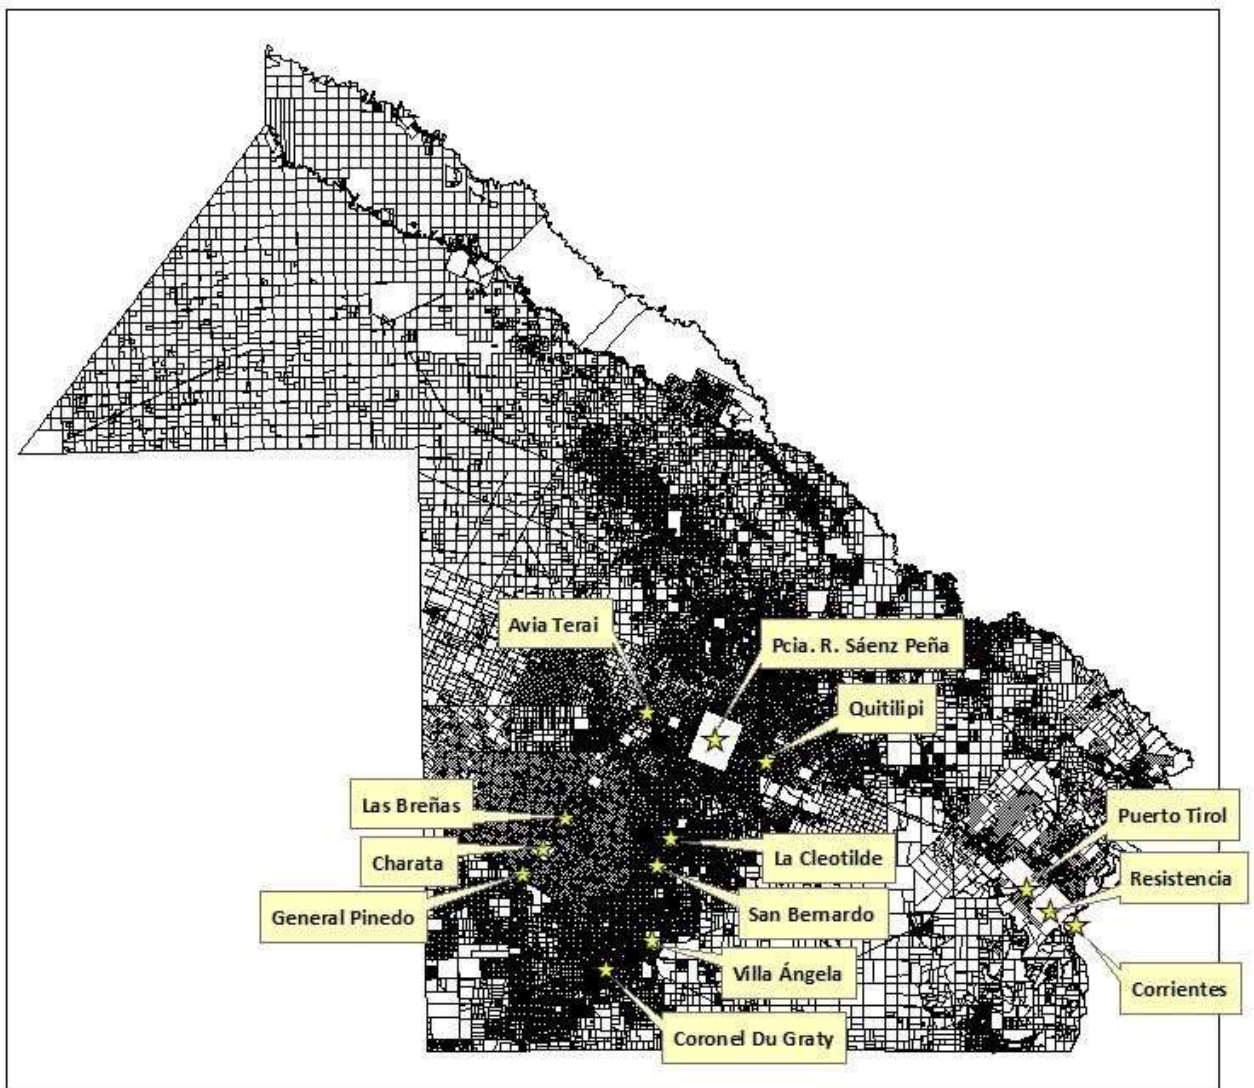 Avia Terai
Pcia. R. Sáenz Peña
Quitilipi
Las Breñas
Puerto Tirol
Charata
La Cleotilde
Resistencia
General Pinedo
San Bernardo
Villa Ángela
Corrientes
Coronel Du Graty